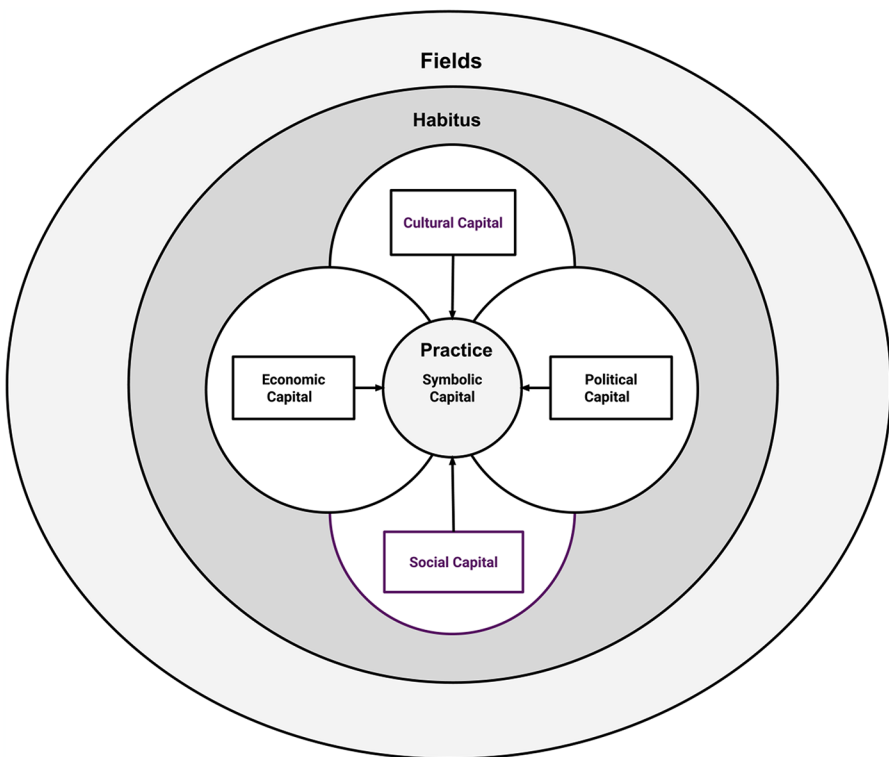 Fields
Habitus
Cultural Capital
Practice
Symbolic
Capital
Economic
Capital
Political
Capital
Social Capital